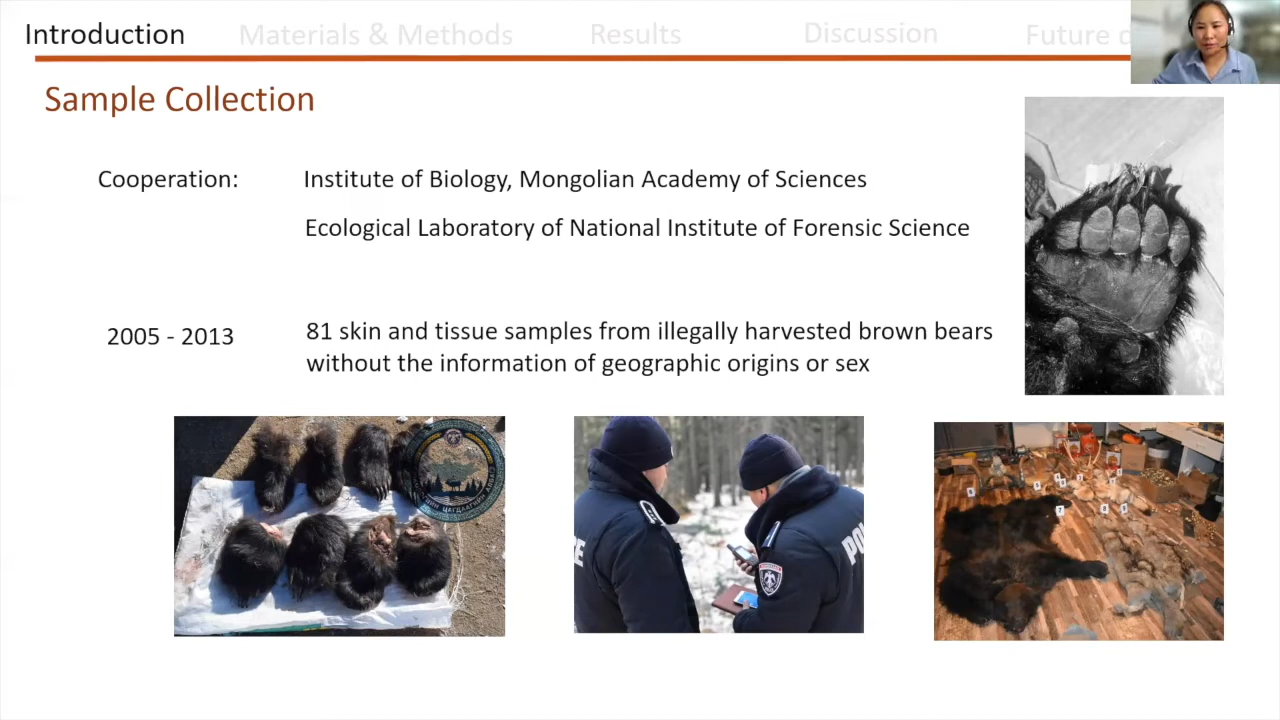 Introduction
Materials & Methods
Results
Discussion
Future d
Sample Collection
Cooperation:
Institute of Biology, Mongolian Academy of Sciences
Ecological Laboratory of National Institute of Forensic Science
2005 - 2013
81 skin and tissue samples from illegally harvested brown bears
without the information of geographic origins or sex
CE
POL